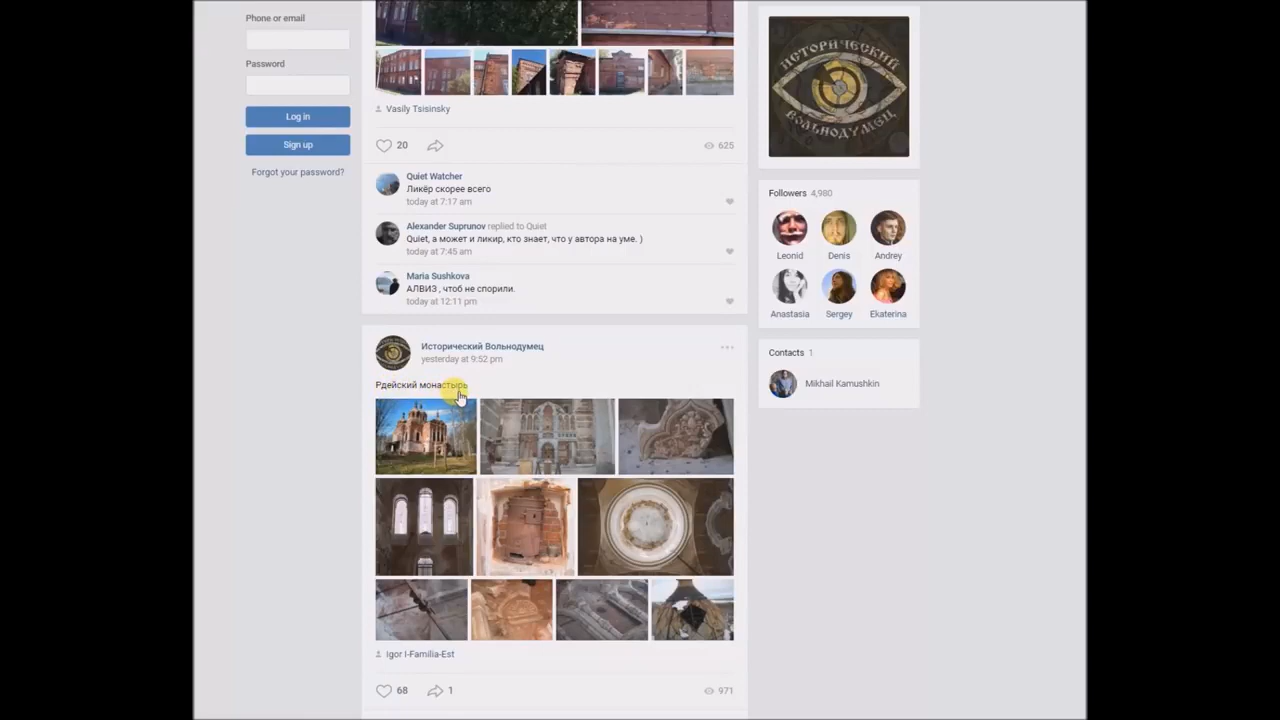 Phone or email
Password
Log in
Sign up
Forgot your password?
Vasily Tsisinsky
20
625
Quiet Watcher
Ликёр скорее всего
today at 7:17 am
Alexander Suprunov replied to Quiet
Quiet, а может и ликир, кто знает, что у автора на уме. )
today at 7:45 am
Maria Sushkova
АЛВИЗ , чтоб не спорили.
today at 12:11 pm
Исторический Вольнодумец
yesterday at 9:52 pm
Рдейский монастырь
Igor I-Familia-Est
68
1
971
ИСТОРИЧЕСКИЙ
ВОЛЬНОДУМЕЦ
Followers 4,980
Leonid Denis Andrey
Anastasia Sergey Ekaterina
Contacts 1
Mikhail Kamushkin